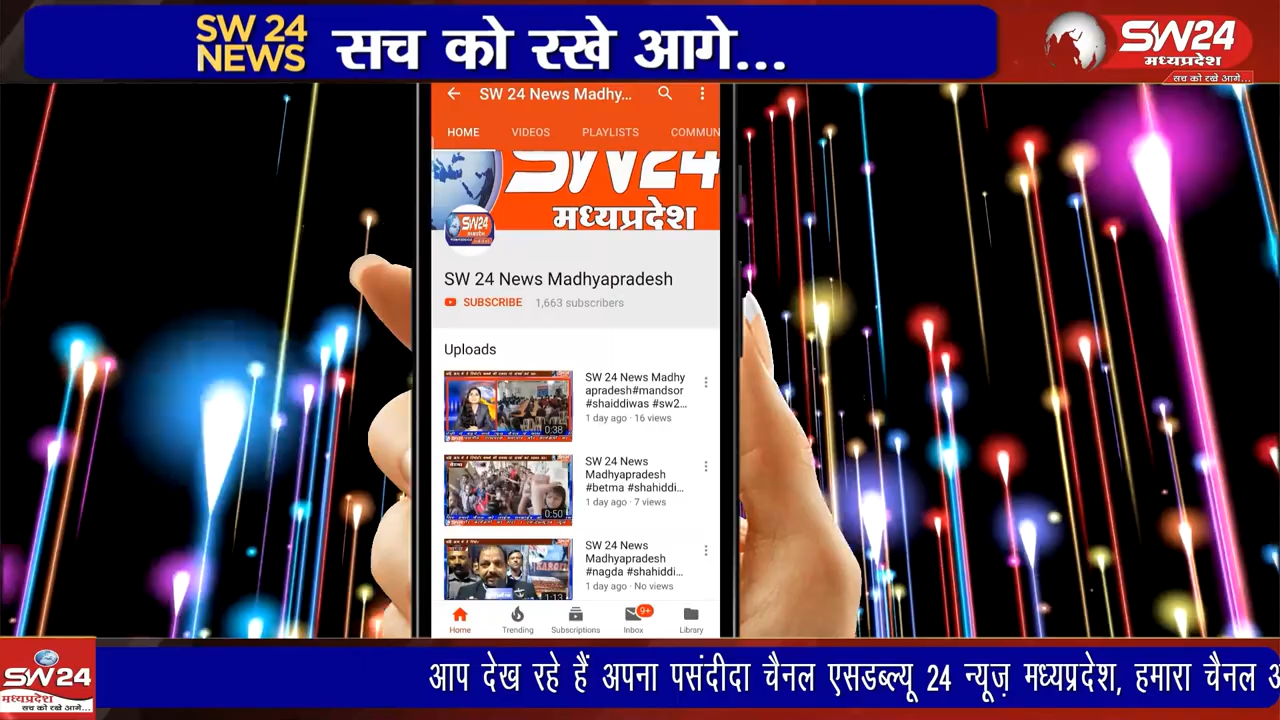 SW 24
NEWS
सच को रखे आगे...
SW24
मध्यप्रदेश
सच को रखे आगे...
SW 24 News Madhy...
HOME VIDEOS PLAYLISTS COMMUN
SW24
मध्यप्रदेश
SW24
SW 24 News Madhyapradesh
SUBSCRIBE 1,663 subscribers
Uploads
SW 24 News Madhy
apradesh#mandsor
#shaiddiwas #sw2...
1 day ago · 16 views
0:38
SW 24 News
Madhyapradesh
#betma #shahiddi...
1 day ago · 7 views
0:50
SW 24 News
Madhyapradesh
#nagda #shahiddi...
1 day ago · No views
1:13
9+
Home Trending Subscriptions Inbox Library
SW24
मध्यप्रदेश
सच को रखे आगे...
आप देख रहे हैं अपना पसंदीदा चैनल एसडब्ल्यू 24 न्यूज़ मध्यप्रदेश, हमारा चैनल